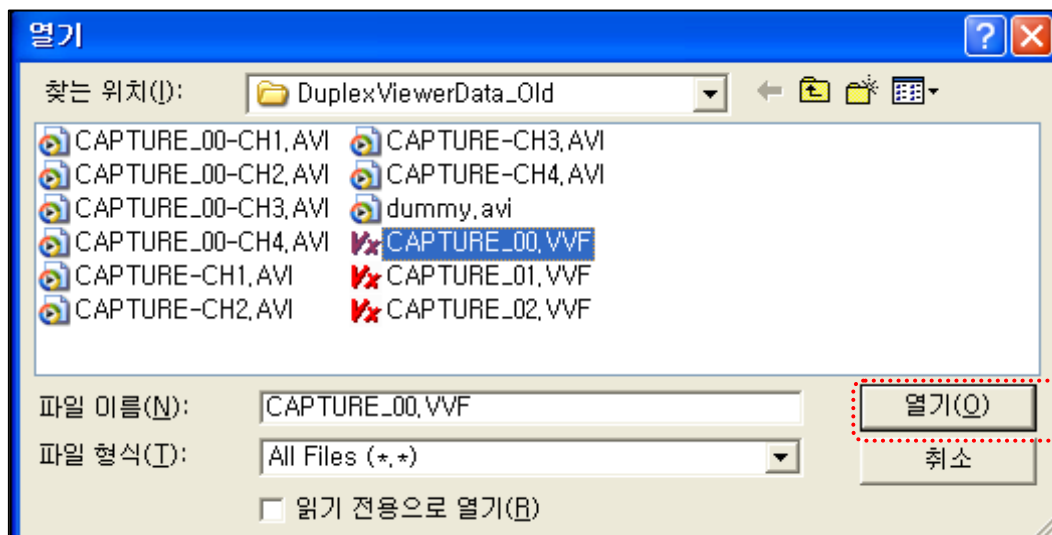 열기
찾는 위치(I):
DuplexViewerData_Old
CAPTURE_00-CH1.AVI
CAPTURE_00-CH2.AVI
CAPTURE_00-CH3.AVI
CAPTURE_00-CH4.AVI
CAPTURE-CH1.AVI
CAPTURE-CH2.AVI
CAPTURE-CH3.AVI
CAPTURE-CH4.AVI
dummy.avi
CAPTURE_00.VVF
CAPTURE_01.VVF
CAPTURE_02.VVF
파일 이름(N):
CAPTURE_00.VVF
열기(O)
파일 형식(T):
All Files (*.*)
취소
읽기 전용으로 열기(R)